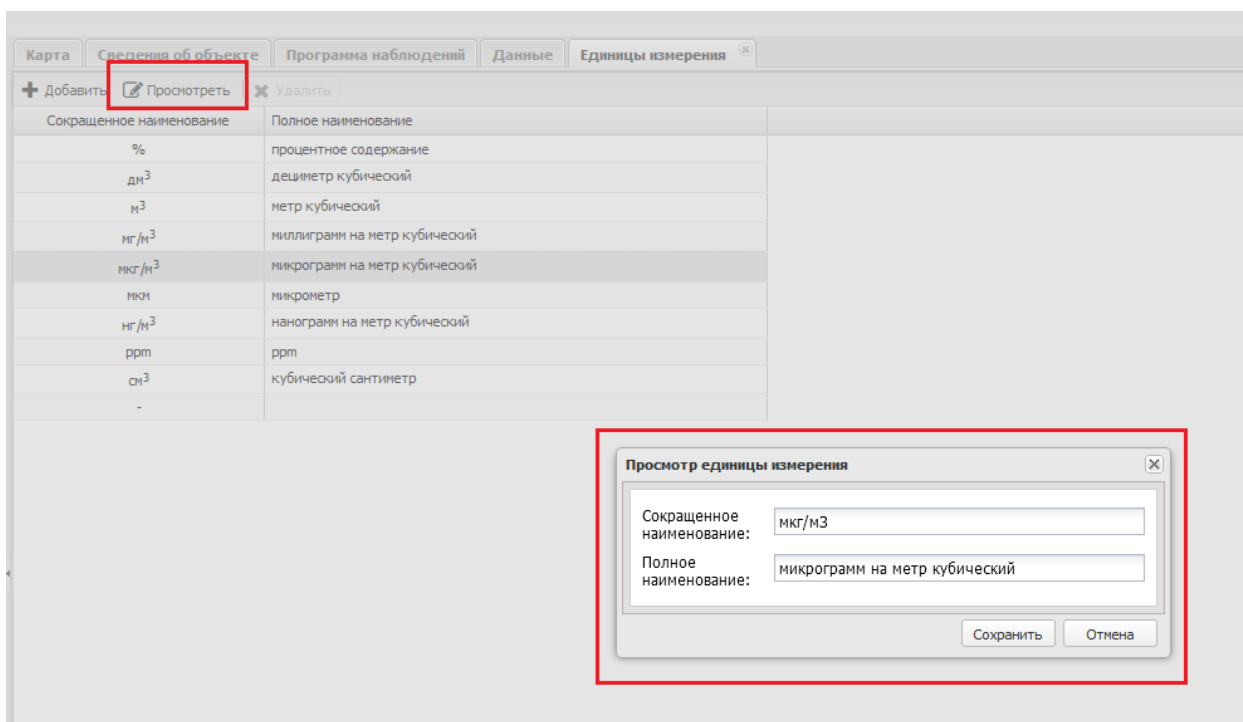 Карта Сведения об объекте Программа наблюдений Данные Единицы измерения
Добавить Просмотреть Удалить
Сокращенное наименование Полное наименование
% процентное содержание
дм³ дециметр кубический
м³ метр кубический
мг/м³ миллиграмм на метр кубический
мкг/м³ микрограмм на метр кубический
мкм микрометр
нг/м³ нанограмм на метр кубический
ppm ppm
см³ кубический сантиметр
-
Просмотр единицы измерения
Сокращенное
наименование: мкг/м3
Полное
наименование: микрограмм на метр кубический
Сохранить Отмена